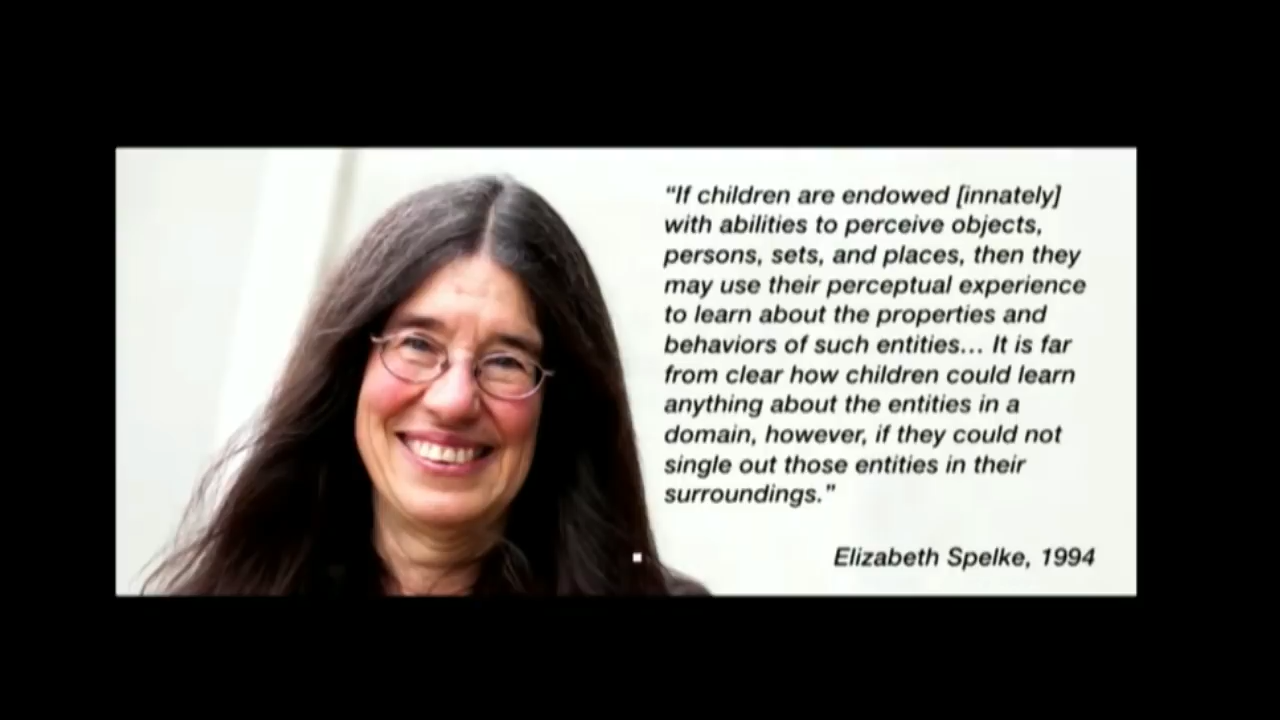 “If children are endowed [innately]
with abilities to perceive objects,
persons, sets, and places, then they
may use their perceptual experience
to learn about the properties and
behaviors of such entities... It is far
from clear how children could learn
anything about the entities in a
domain, however, if they could not
single out those entities in their
surroundings.”
Elizabeth Spelke, 1994